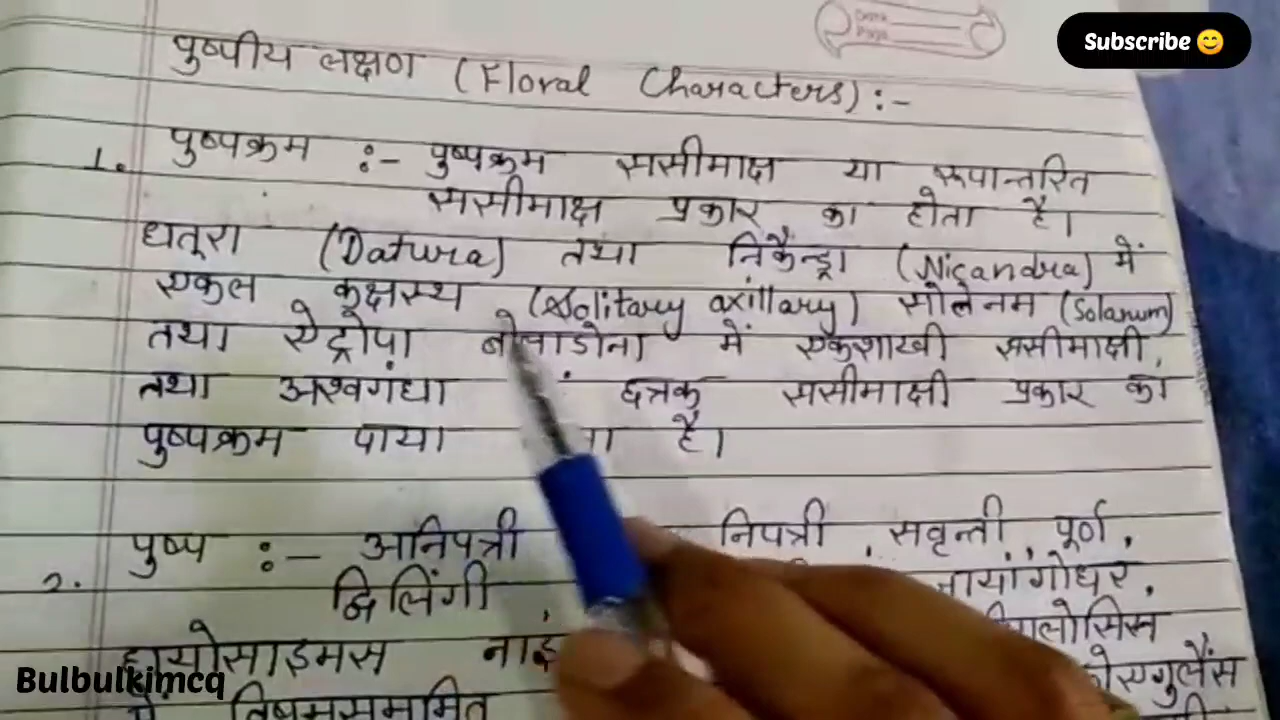 Subscribe 😊
पुष्पीय लक्षण (Floral Characters) :-
1. पुष्पक्रम :- पुष्पक्रम ससीमाक्ष या रूपान्तरित
ससीमाक्ष प्रकार का होता है।
धतूरा (Datura) तथा निकैन्ड्रा (Nicandra) में
एकल कूक्षस्थ (Solitary axillary) सोलेनम (Solanum)
तथा ऐट्रोपा में एकशाखी ससीमाक्षी,
तथा अश्वगंधा छत्रक ससीमाक्षी प्रकार का
पुष्पक्रम पाया है।
2. पुष्प :- अनिपत्री निपत्री, सवृन्ती, पूर्ण,
द्विलिंगी
हायोसाइमस
में विषमसममित
Bulbulkimcq